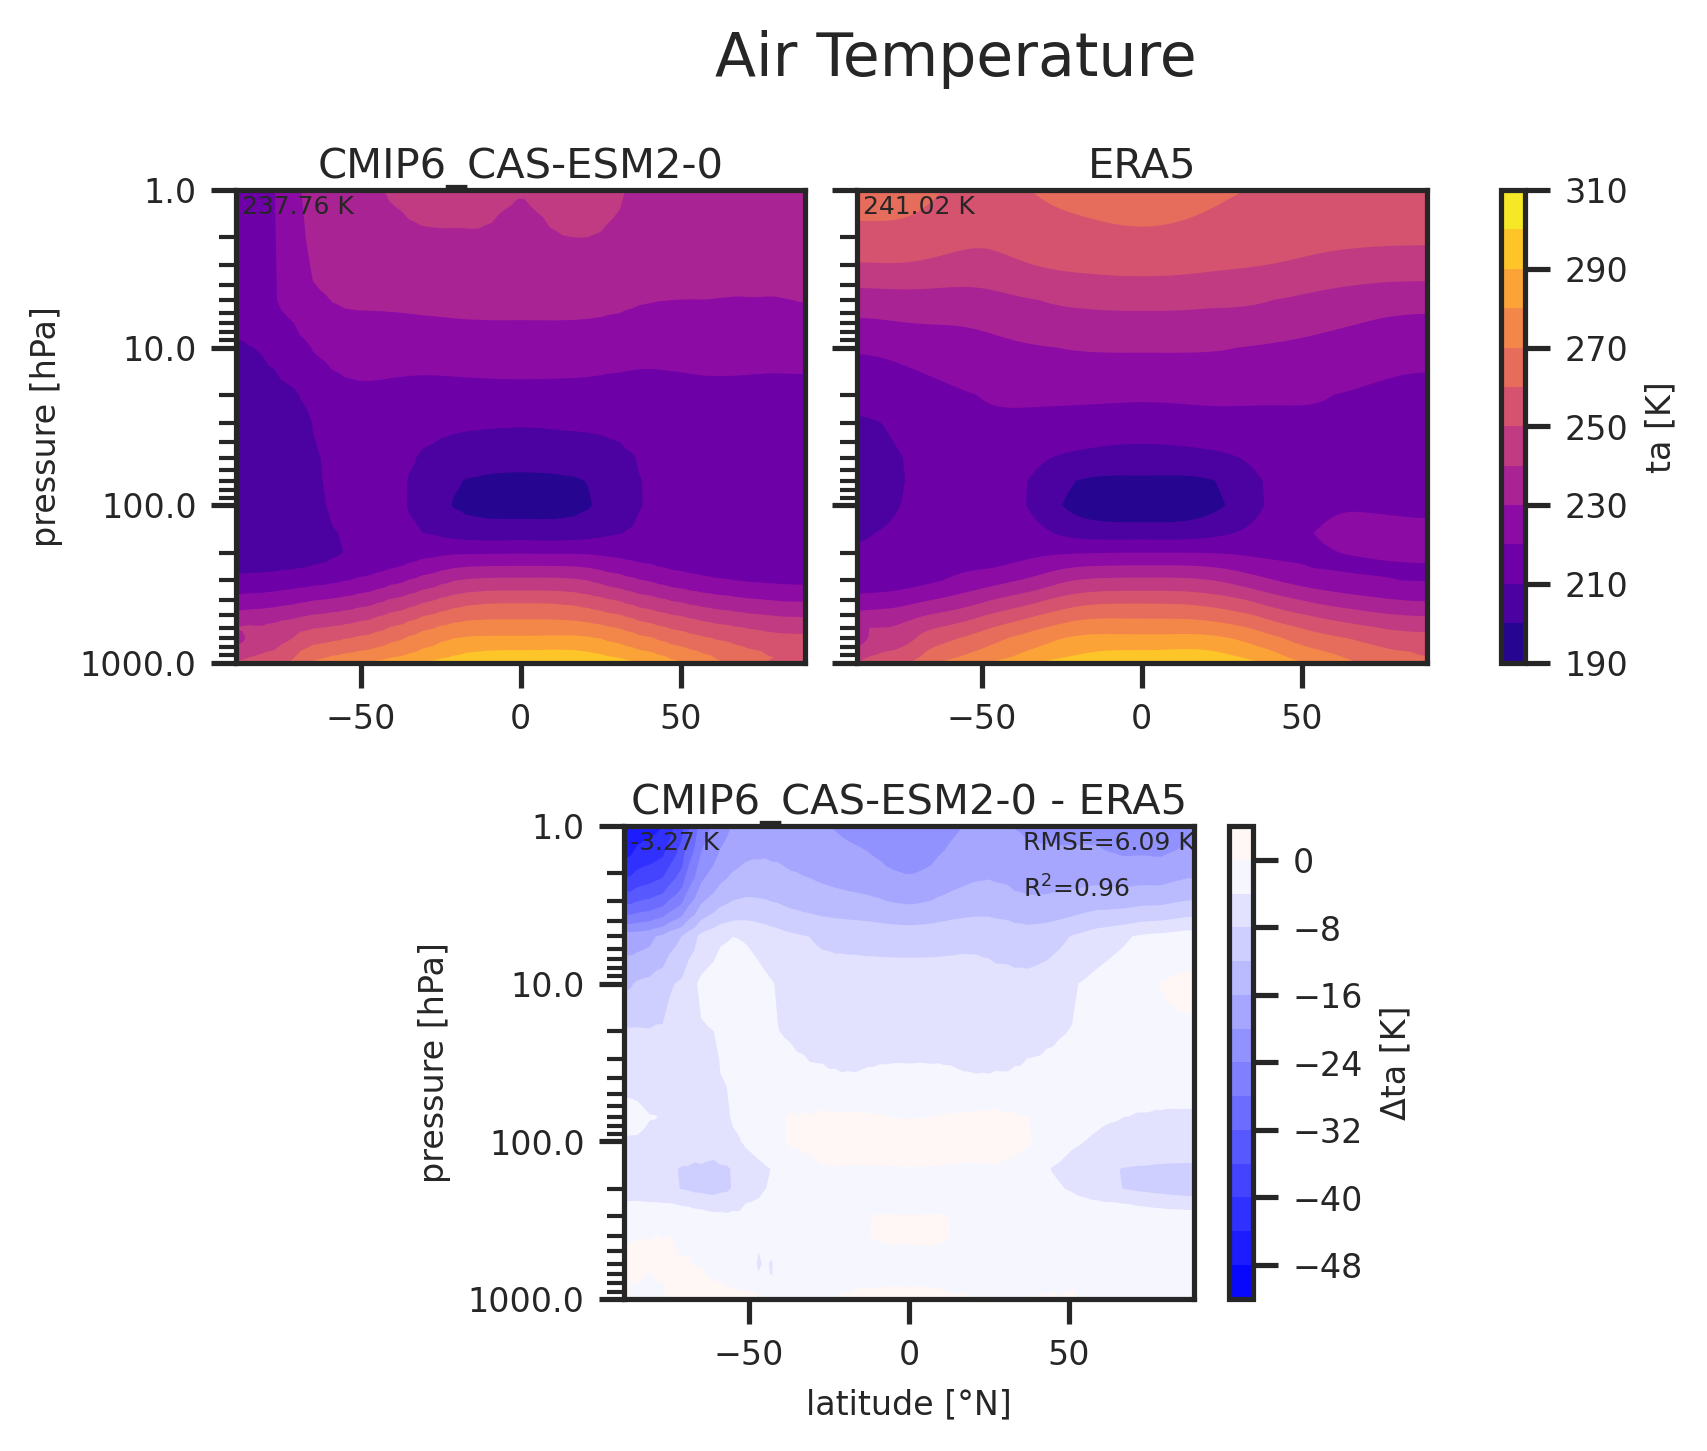 Air Temperature
CMIP6_CAS-ESM2-0
ERA5
237.76 K
241.02 K
1.0
10.0
100.0
1000.0
pressure [hPa]
−50
0
50
−50
0
50
310
290
270
250
230
210
190
ta [K]
CMIP6_CAS-ESM2-0 - ERA5
-3.27 K
RMSE=6.09 K
R²=0.96
1.0
10.0
100.0
1000.0
pressure [hPa]
−50
0
50
latitude [°N]
0
−8
−16
−24
−32
−40
−48
Δta [K]